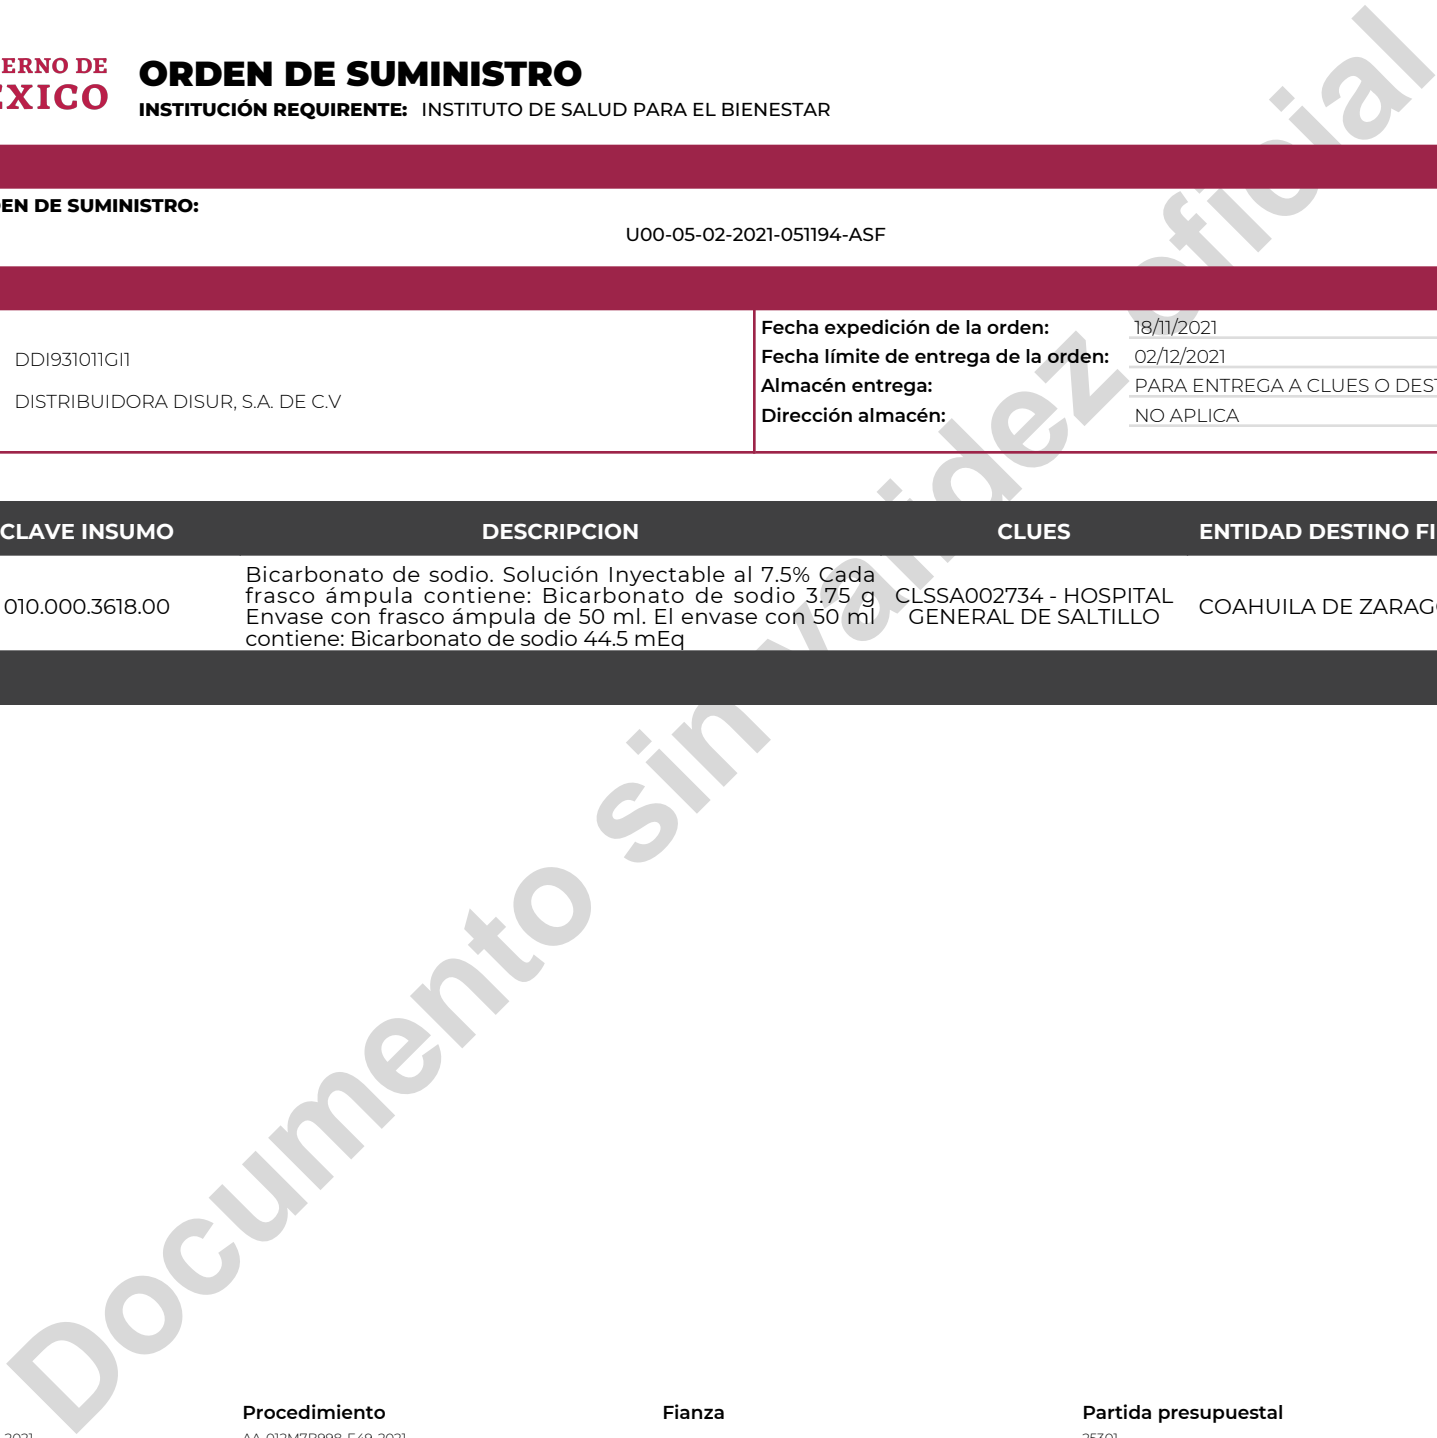 ERNO DE
ORDEN DE SUMINISTRO
INSTITUCIÓN REQUIRENTE: INSTITUTO DE SALUD PARA EL BIENESTAR
DE SUMINISTRO:
U00-05-02-2021-051194-ASF
DDI931011GI1
DISTRIBUIDORA DISUR, S.A. DE C.V
Fecha expedición de la orden: 18/11/2021
Fecha límite de entrega de la orden: 02/12/2021
Almacén entrega: PARA ENTREGA A CLUES O
Dirección almacén: NO APLICA
CLAVE INSUMO DESCRIPCION CLUES ENTIDAD DESTINO
010.000.3618.00
Bicarbonato de sodio. Solución Inyectable al 7.5% Cada
frasco ámpula contiene: Bicarbonato de sodio 3.75 g
Envase con frasco ámpula de 50 ml. El envase con 50 ml
contiene: Bicarbonato de sodio 44.5 mEq
CLSSA002734 - HOSPITAL
GENERAL DE SALTILLO
COAHUILA DE
Documento sin validez oficial
Procedimiento Fianza Partida presupuestal